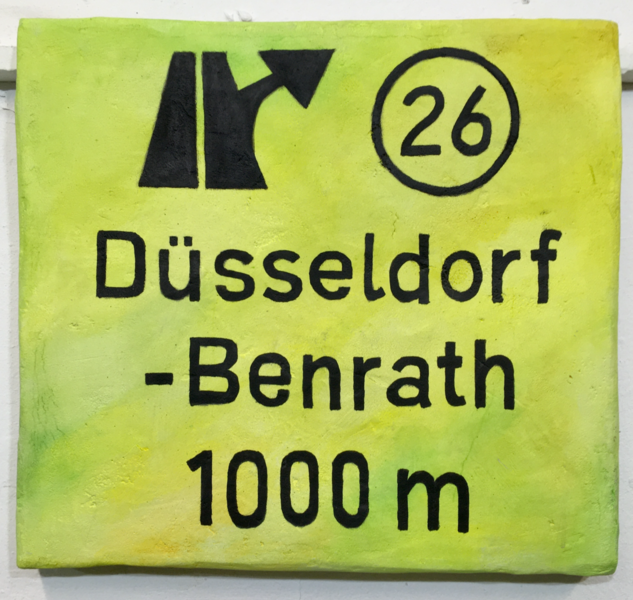 26
Düsseldorf
-Benrath
1000 m